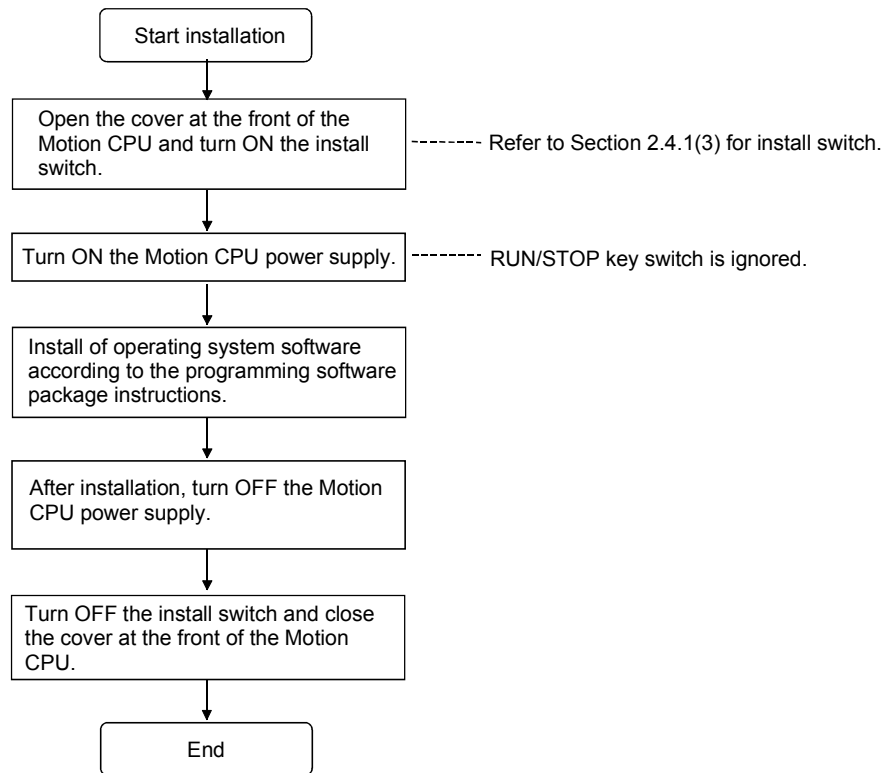 Start installation
Open the cover at the front of the
Motion CPU and turn ON the install
switch.
Refer to Section 2.4.1(3) for install switch.
Turn ON the Motion CPU power supply.
RUN/STOP key switch is ignored.
Install of operating system software
according to the programming software
package instructions.
After installation, turn OFF the Motion
CPU power supply.
Turn OFF the install switch and close
the cover at the front of the Motion
CPU.
End